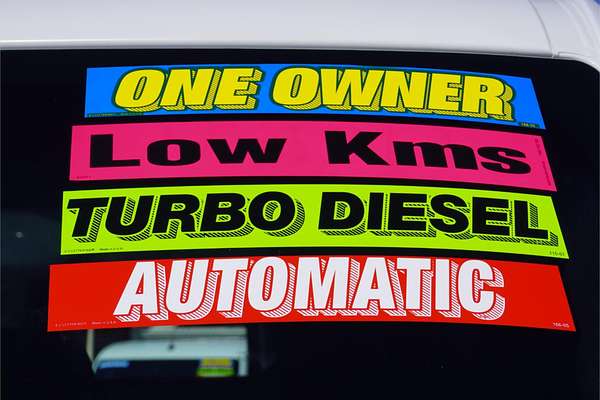 ONE OWNER
Low Kms
TURBO DIESEL
AUTOMATIC